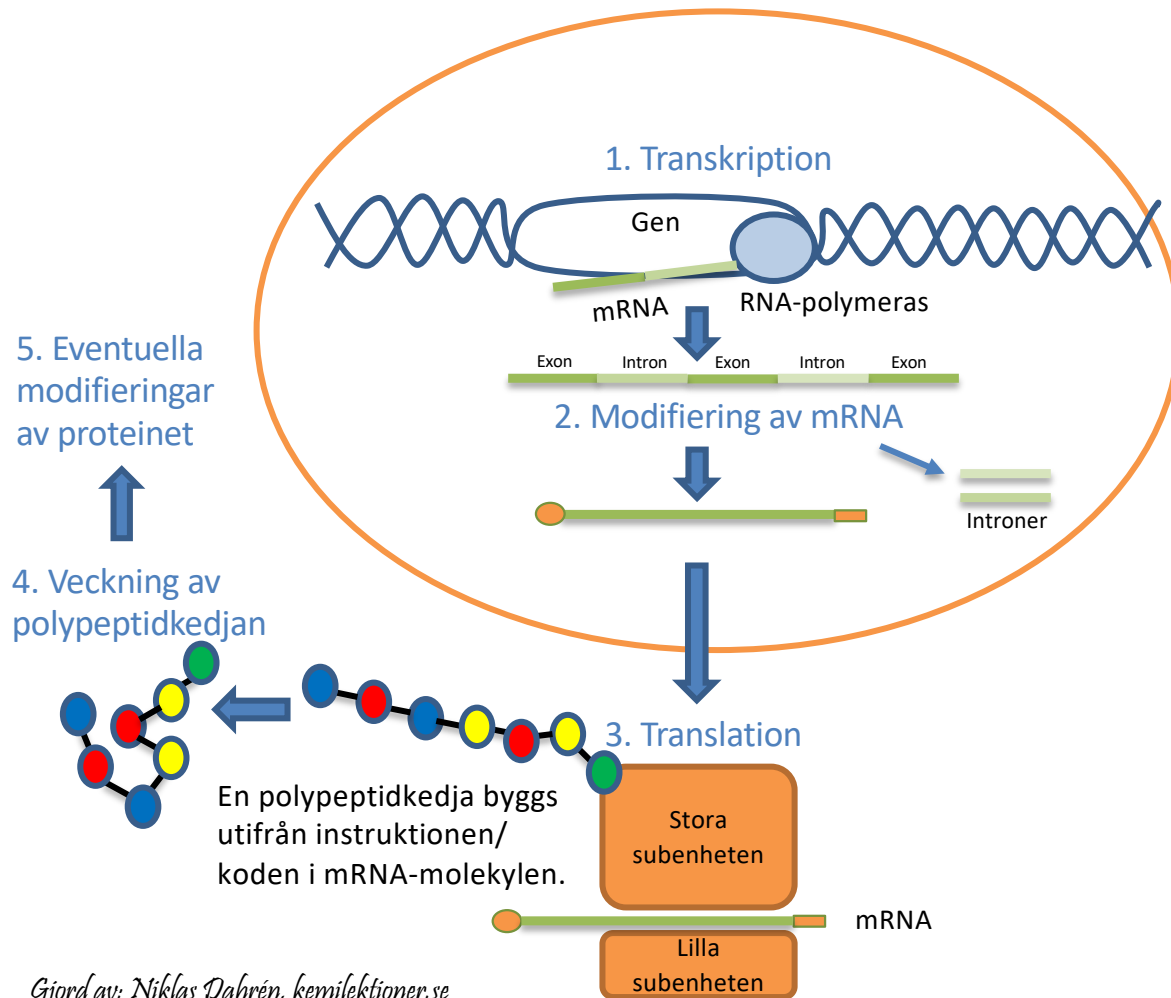 1. Transkription
Gen
mRNA
RNA-polymeras
Exon Intron Exon Intron Exon
2. Modifiering av mRNA
Introner
5. Eventuella
modifieringar
av proteinet
4. Veckning av
polypeptidkedjan
3. Translation
En polypeptidkedja byggs
utifrån instruktionen/
koden i mRNA-molekylen.
Stora
subenheten
mRNA
Lilla
subenheten
Gjord av: Niklas Dahrén, kemilektioner.se